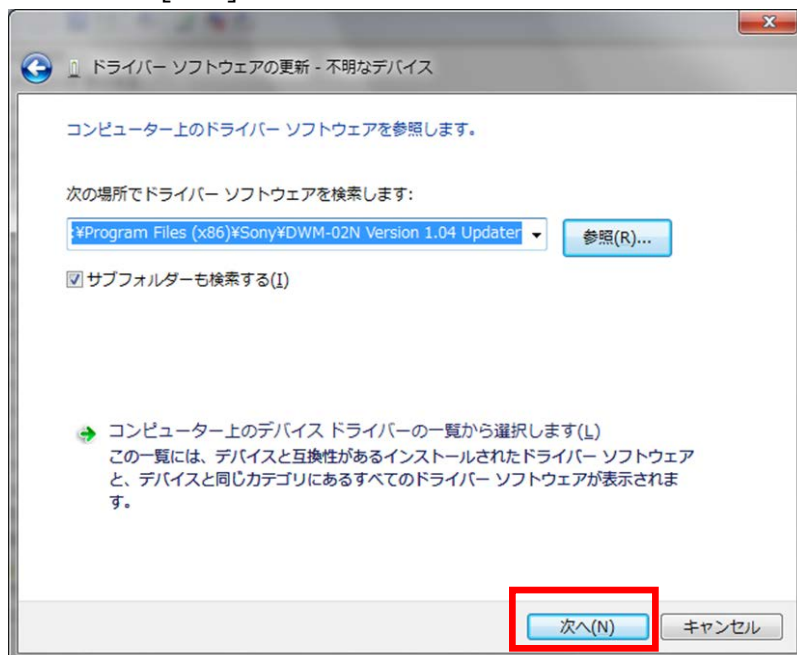 ドライバー ソフトウェアの更新 - 不明なデバイス
コンピューター上のドライバー ソフトウェアを参照します。
次の場所でドライバー ソフトウェアを検索します:
:¥Program Files (x86)¥Sony¥DWM-02N Version 1.04 Updater
参照(R)...
サブフォルダーも検索する(I)
コンピューター上のデバイス ドライバーの一覧から選択します(L)
この一覧には、デバイスと互換性があるインストールされたドライバー ソフトウェア
と、デバイスと同じカテゴリにあるすべてのドライバー ソフトウェアが表示されま
す。
次へ(N)
キャンセル